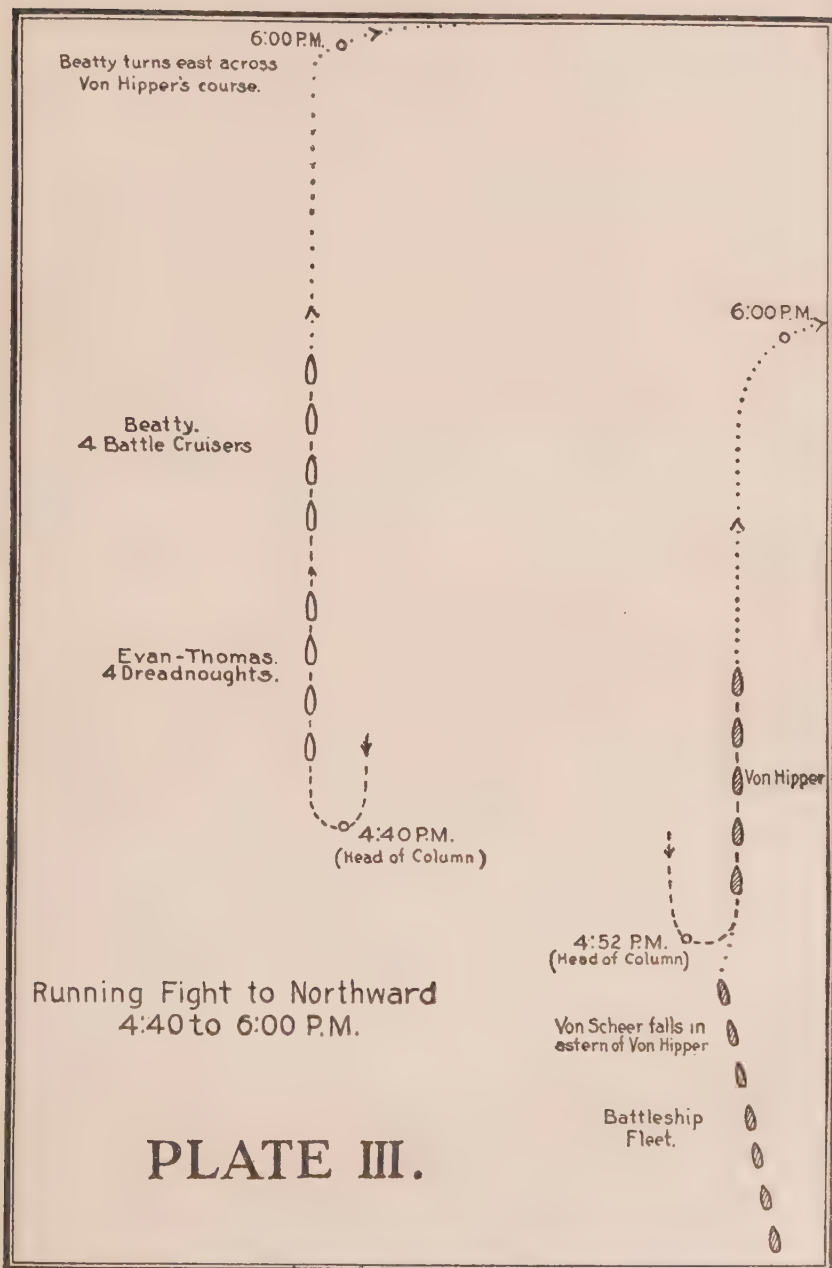 6:00 P.M.
Beatty turns east across
Von Hipper's course.
6:00 P.M.
Beatty.
4 Battle Cruisers
Evan-Thomas.
4 Dreadnoughts.
Von Hipper
4:40 P.M.
(Head of Column)
4:52 P.M.
(Head of Column)
Running Fight to Northward
4:40 to 6:00 P.M.
Von Scheer falls in
astern of Von Hipper
Battleship
Fleet.
PLATE III.